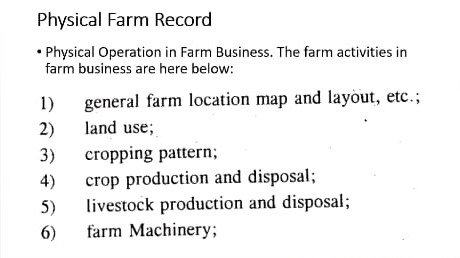 Physical Farm Record
• Physical Operation in Farm Business. The farm activities in
farm business are here below:
1) general farm location map and layout, etc.;
2) land use;
3) cropping pattern;
4) crop production and disposal;
5) livestock production and disposal;
6) farm Machinery;